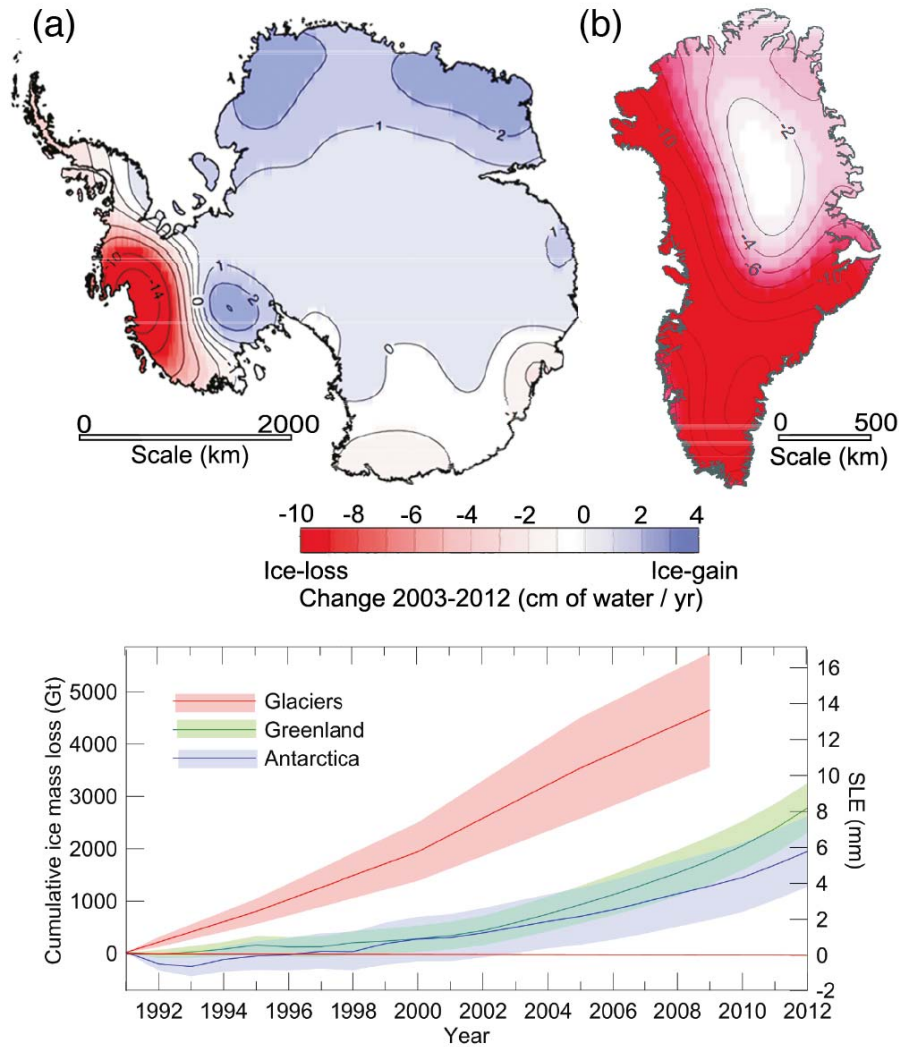 (a)
(b)
-10
2
1
2
-2
1
-10
-14
0
1
2
0
-4
-6
-10
0 2000
Scale (km)
0 500
Scale (km)
-10 -8 -6 -4 -2 0 2 4
Ice-loss Ice-gain
Change 2003-2012 (cm of water / yr)
Cumulative ice mass loss (Gt)
5000
4000
3000
2000
1000
0
Glaciers
Greenland
Antarctica
16
14
12
10
8
6
4
2
0
-2
SLE (mm)
1992 1994 1996 1998 2000 2002 2004 2006 2008 2010 2012
Year